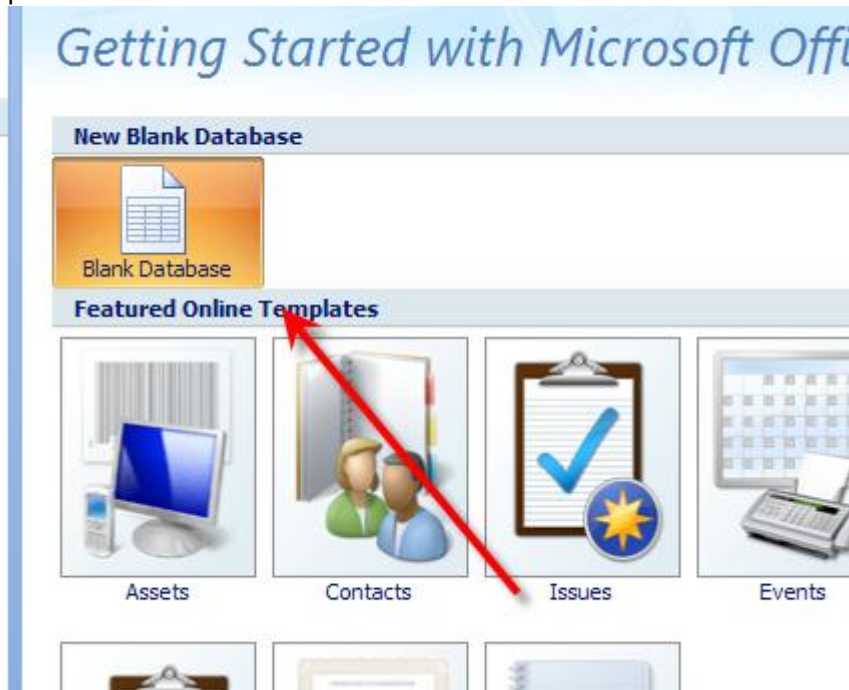 Getting Started with Microsoft Offi
New Blank Database
Blank Database
Featured Online Templates
Assets Contacts Issues Events